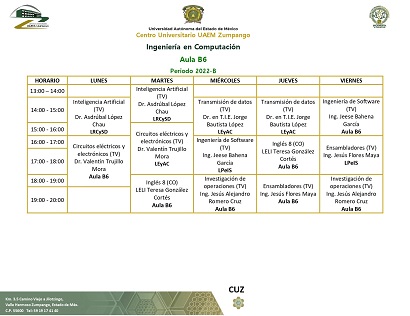 Universidad Autónoma del Estado de México
Centro Universitario UAEM Zumpango
Ingeniería en Computación
Aula B6
Período 2022-B
HORARIO LUNES MARTES MIÉRCOLES JUEVES VIERNES
13:00 – 14:00
Inteligencia Artificial
(TV)
Dr. Asdrúbal López
Chau
LRCySD
14:00 - 15:00
15:00 - 16:00
Inteligencia Artificial
(TV)
Dr. Asdrúbal López
Chau
LRCySD
Transmisión de datos
(TV)
Dr. en T.I.E. Jorge
Bautista López
LEyAC
Transmisión de datos
(TV)
Dr. en T.I.E. Jorge
Bautista López
LEyAC
Ingeniería de Software
(TV)
Ing. Jeese Bahena
García
Aula B6
16:00 - 17:00
17:00 - 18:00
Circuitos eléctricos y
electrónicos (TV)
Dr. Valentín Trujillo
Mora
Aula B6
Circuitos eléctricos y
electrónicos (TV)
Dr. Valentín Trujillo
Mora
LEyAC
Ingeniería de Software
(TV)
Ing. Jeese Bahena
García
LPeIS
Inglés 8 (CO)
LELI Teresa González
Cortés
Aula B6
Ensambladores (TV)
Ing. Jesús Flores Maya
LPeIS
18:00 - 19:00
19:00 - 20:00
Inglés 8 (CO)
LELI Teresa González
Cortés
Aula B6
Investigación de
operaciones (TV)
Ing. Jesús Alejandro
Romero Cruz
Aula B6
Ensambladores (TV)
Ing. Jesús Flores Maya
Aula B6
Investigación de
operaciones (TV)
Ing. Jesús Alejandro
Romero Cruz
Aula B6
CUZ
Km. 3.5 Camino Viejo a Jilotzingo,
Valle Hermoso Zumpango, Estado de Méx.
C.P. 55600 Tel: 59 19 17 41 40